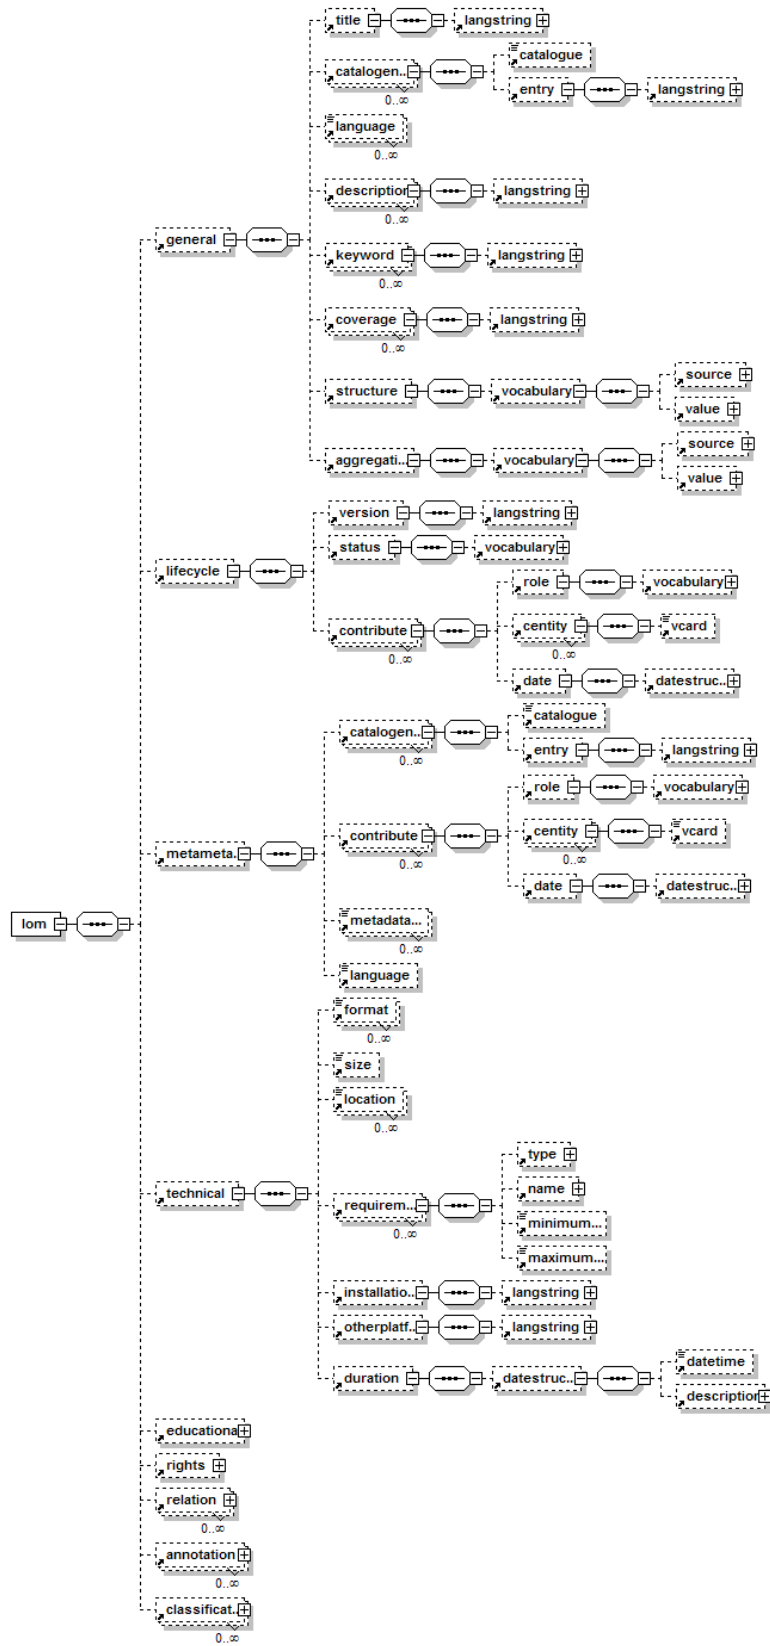 title langstring
catalogen.. catalogue
0..∞ entry langstring
language
0..∞
description langstring
0..∞
general
keyword langstring
0..∞
coverage langstring
0..∞
source
structure vocabulary
value
source
aggregati.. vocabulary
value
version langstring
status vocabulary
lifecycle
role vocabulary
centity vcard
contribute
0..∞ 0..∞
date datestruc..
catalogue
catalogen..
0..∞ entry langstring
role vocabulary
contribute centity vcard
0..∞ 0..∞
metameta..
date datestruc..
lom
metadata...
0..∞
language
format
0..∞
size
location
0..∞
type
technical
name
requirem...
0..∞
minimum...
maximum...
installatio.. langstring
otherplatf.. langstring
datetime
duration datestruc..
description
educationa
rights
relation
0..∞
annotation
0..∞
classificat..
0..∞